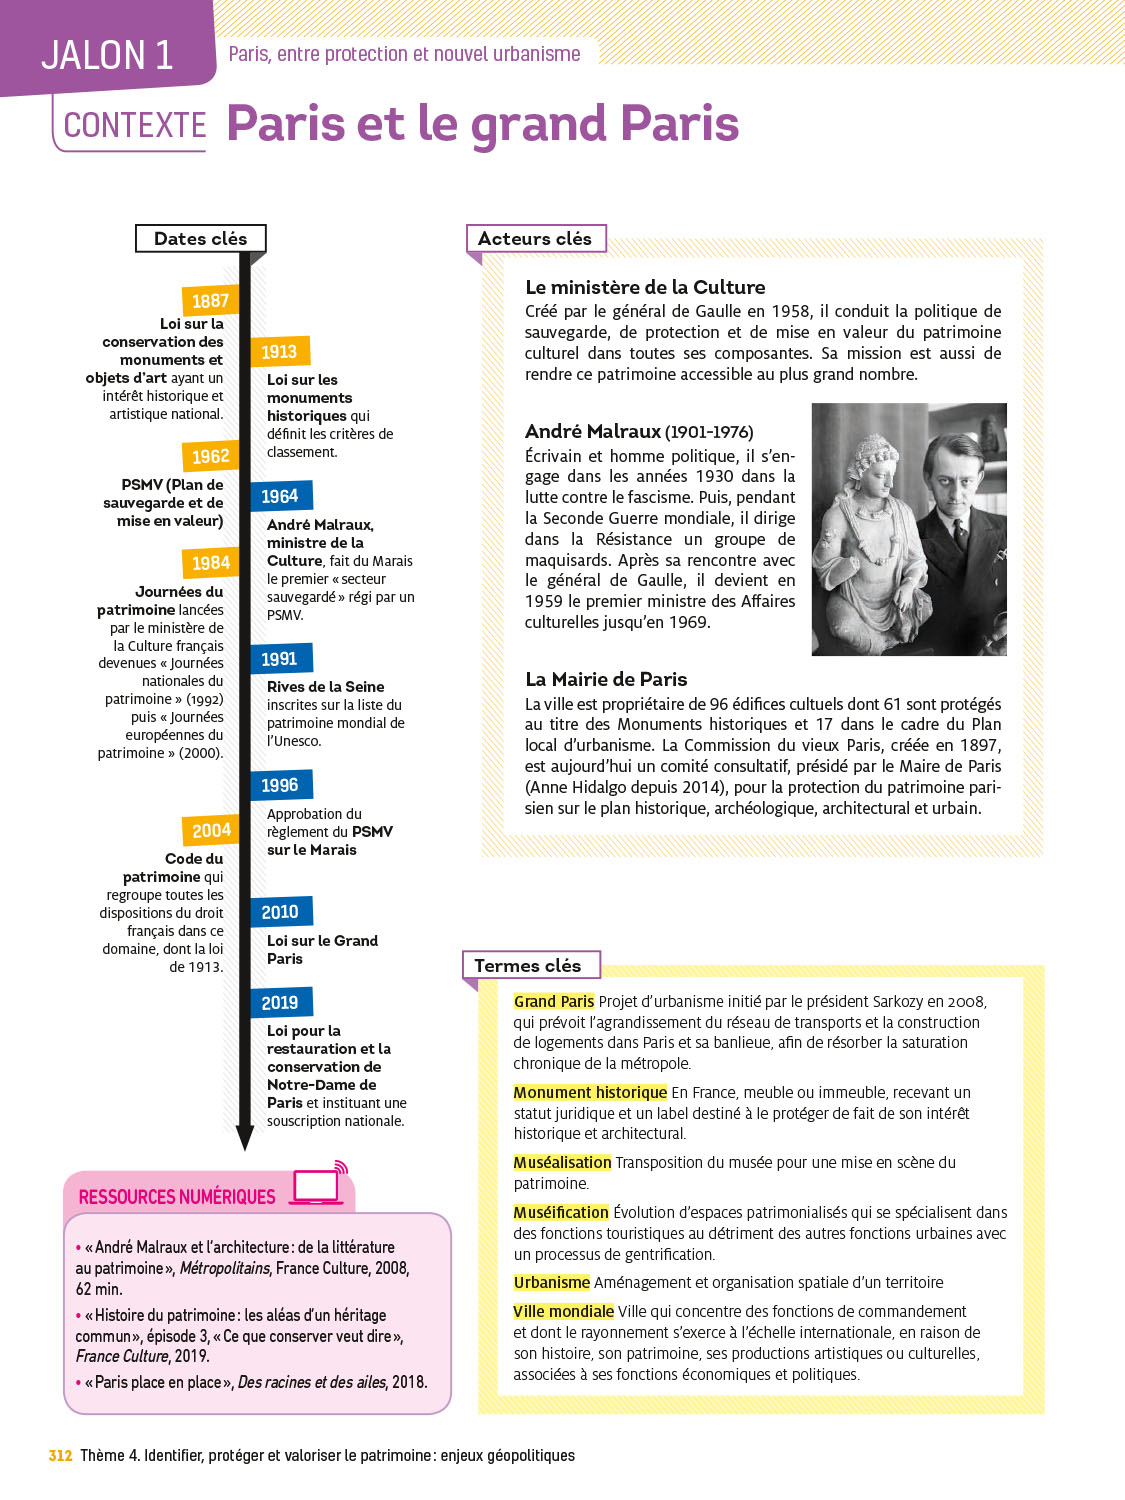 JALON 1
Paris, entre protection et nouvel urbanisme
CONTEXTE
Paris et le grand Paris
Dates clés
1887
Loi sur la
conservation des
monuments et
objets d’art ayant un
intérêt historique et
artistique national.
1913
Loi sur les
monuments
historiques qui
définit les critères de
classement.
1962
PSMV (Plan de
sauvegarde et de
mise en valeur)
1964
André Malraux,
ministre de la
Culture, fait du Marais
le premier « secteur
sauvegardé » régi par un
PSMV.
1984
Journées du
patrimoine lancées
par le ministère de
la Culture français
devenues « Journées
nationales du
patrimoine » (1992)
puis « Journées
européennes du
patrimoine » (2000).
1991
Rives de la Seine
inscrites sur la liste du
patrimoine mondial de
l’Unesco.
1996
Approbation du
règlement du PSMV
sur le Marais
2004
Code du
patrimoine qui
regroupe toutes les
dispositions du droit
français dans ce
domaine, dont la loi
de 1913.
2010
Loi sur le Grand
Paris
2019
Loi pour la
restauration et la
conservation de
Notre-Dame de
Paris et instituant une
souscription nationale.
Acteurs clés
Le ministère de la Culture
Créé par le général de Gaulle en 1958, il conduit la politique de
sauvegarde, de protection et de mise en valeur du patrimoine
culturel dans toutes ses composantes. Sa mission est aussi de
rendre ce patrimoine accessible au plus grand nombre.
André Malraux (1901-1976)
Écrivain et homme politique, il s’en-
gage dans les années 1930 dans la
lutte contre le fascisme. Puis, pendant
la Seconde Guerre mondiale, il dirige
dans la Résistance un groupe de
maquisards. Après sa rencontre avec
le général de Gaulle, il devient en
1959 le premier ministre des Affaires
culturelles jusqu’en 1969.
La Mairie de Paris
La ville est propriétaire de 96 édifices cultuels dont 61 sont protégés
au titre des Monuments historiques et 17 dans le cadre du Plan
local d’urbanisme. La Commission du vieux Paris, créée en 1897,
est aujourd’hui un comité consultatif, présidé par le Maire de Paris
(Anne Hidalgo depuis 2014), pour la protection du patrimoine pari-
sien sur le plan historique, archéologique, architectural et urbain.
Termes clés
Grand Paris Projet d’urbanisme initié par le président Sarkozy en 2008,
qui prévoit l’agrandissement du réseau de transports et la construction
de logements dans Paris et sa banlieue, afin de résorber la saturation
chronique de la métropole.
Monument historique En France, meuble ou immeuble, recevant un
statut juridique et un label destiné à le protéger de fait de son intérêt
historique et architectural.
Muséalisation Transposition du musée pour une mise en scène du
patrimoine.
Muséification Évolution d’espaces patrimonialisés qui se spécialisent dans
des fonctions touristiques au détriment des autres fonctions urbaines avec
un processus de gentrification.
Urbanisme Aménagement et organisation spatiale d’un territoire
Ville mondiale Ville qui concentre des fonctions de commandement
et dont le rayonnement s’exerce à l’échelle internationale, en raison de
son histoire, son patrimoine, ses productions artistiques ou culturelles,
associées à ses fonctions économiques et politiques.
RESSOURCES NUMÉRIQUES
• « André Malraux et l’architecture : de la littérature
au patrimoine », Métropolitains, France Culture, 2008,
62 min.
• « Histoire du patrimoine : les aléas d’un héritage
commun », épisode 3, « Ce que conserver veut dire »,
France Culture, 2019.
• « Paris place en place », Des racines et des ailes, 2018.
312 Thème 4. Identifier, protéger et valoriser le patrimoine : enjeux géopolitiques